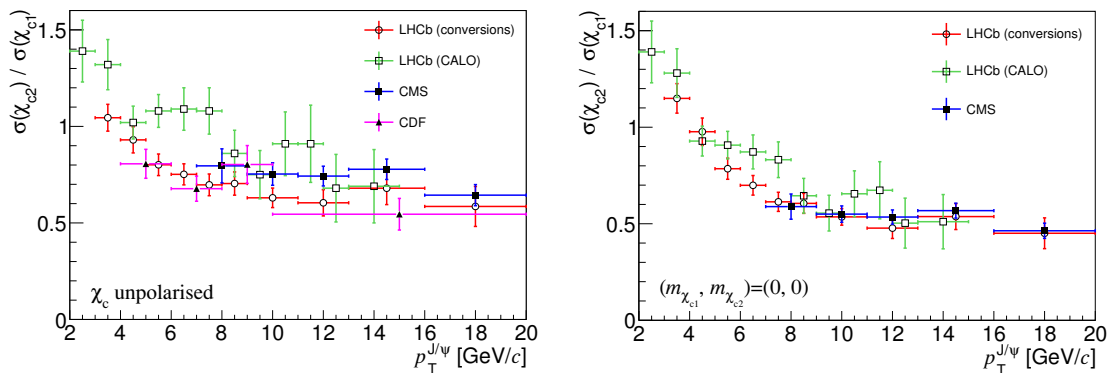 σ(χc2) / σ(χc1)
1.5
1
0.5
0
LHCb (conversions)
LHCb (CALO)
CMS
CDF
χc unpolarised
2 4 6 8 10 12 14 16 18 20
pT^J/ψ [GeV/c]
σ(χc2) / σ(χc1)
1.5
1
0.5
0
LHCb (conversions)
LHCb (CALO)
CMS
(mχc1, mχc2)=(0, 0)
2 4 6 8 10 12 14 16 18 20
pT^J/ψ [GeV/c]